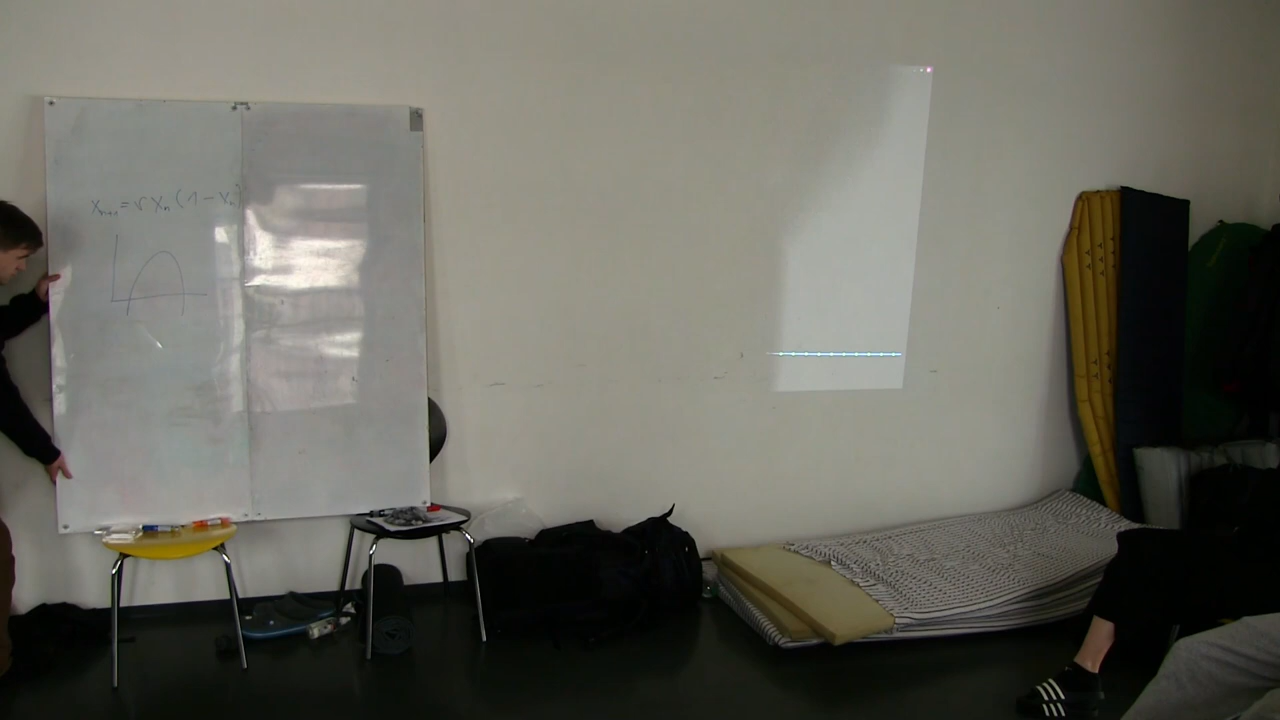 xₙ₊₁ = r xₙ (1 - xₙ)